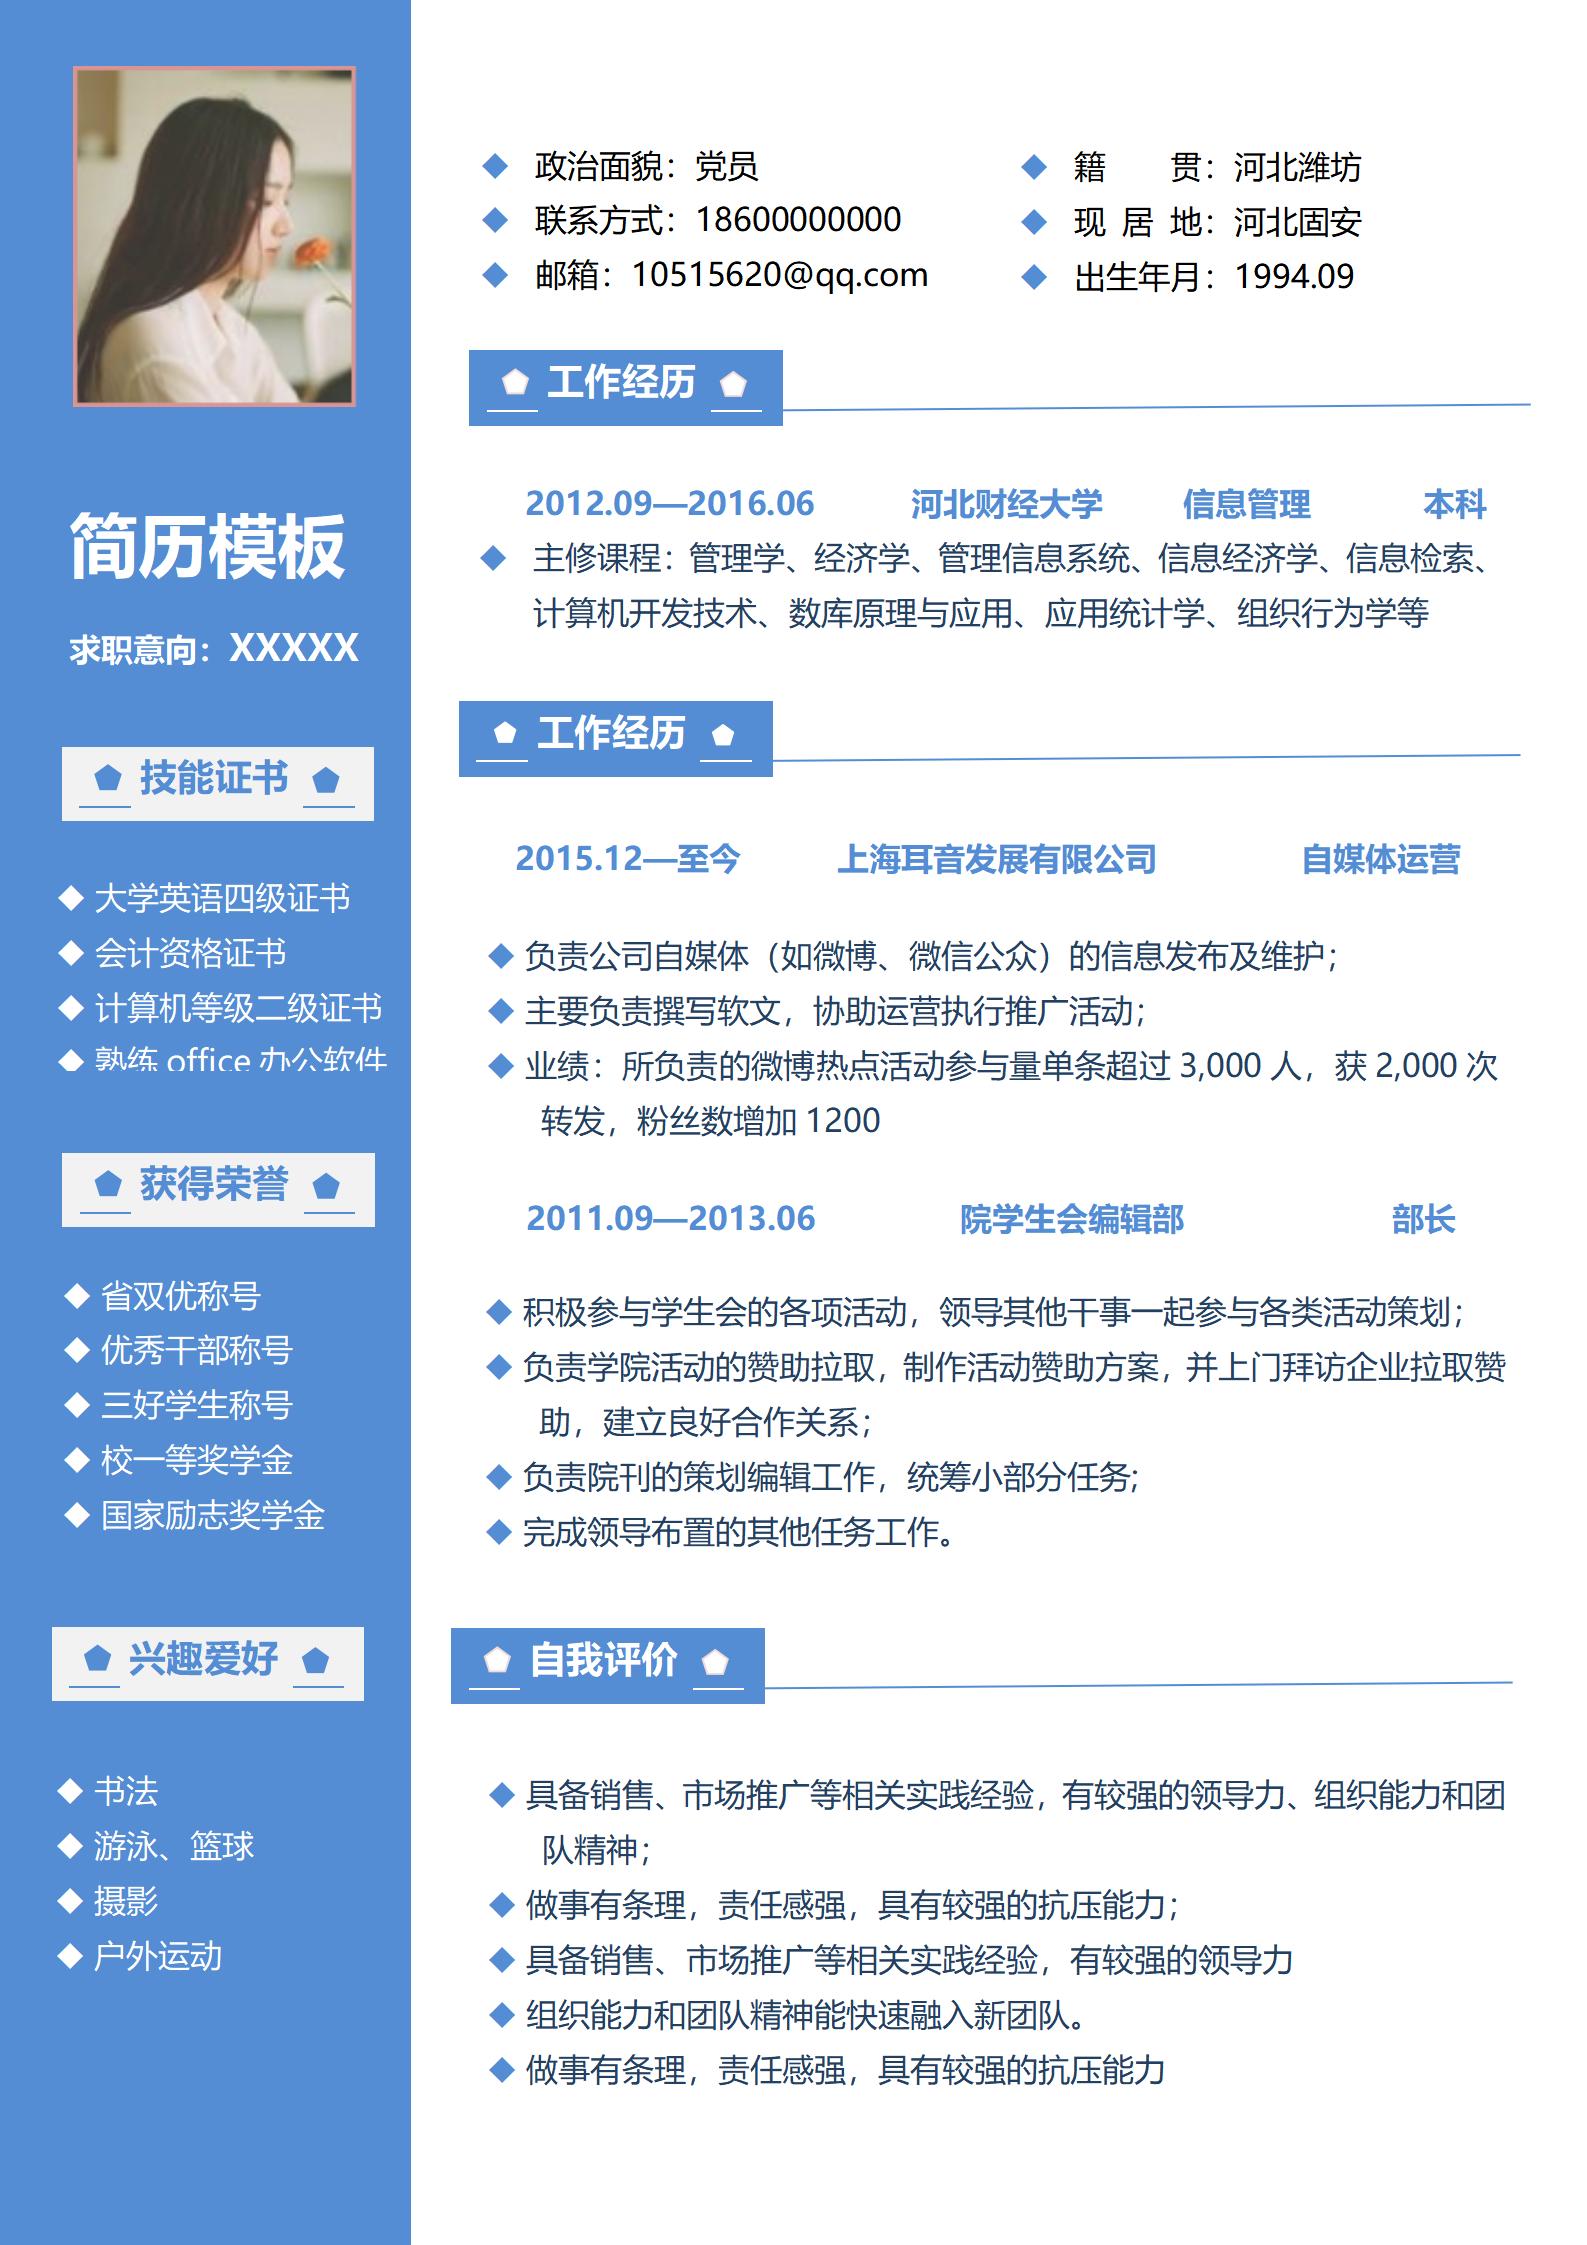 政治面貌：党员
联系方式：18600000000
邮箱：10515620@qq.com
籍 贯：河北潍坊
现 居 地：河北固安
出生年月：1994.09
简历模板
求职意向：XXXXX
技能证书
大学英语四级证书
会计资格证书
计算机等级二级证书
熟练 office 办公软件
获得荣誉
省双优称号
优秀干部称号
三好学生称号
校一等奖学金
国家励志奖学金
兴趣爱好
书法
游泳、篮球
摄影
户外运动
工作经历
2012.09—2016.06 河北财经大学 信息管理 本科
主修课程：管理学、经济学、管理信息系统、信息经济学、信息检索、
计算机开发技术、数库原理与应用、应用统计学、组织行为学等
工作经历
2015.12—至今 上海耳音发展有限公司 自媒体运营
负责公司自媒体（如微博、微信公众）的信息发布及维护；
主要负责撰写软文，协助运营执行推广活动；
业绩：所负责的微博热点活动参与量单条超过 3,000 人，获 2,000 次
转发，粉丝数增加 1200
2011.09—2013.06 院学生会编辑部 部长
积极参与学生会的各项活动，领导其他干事一起参与各类活动策划；
负责学院活动的赞助拉取，制作活动赞助方案，并上门拜访企业拉取赞
助，建立良好合作关系；
负责院刊的策划编辑工作，统筹小部分任务;
完成领导布置的其他任务工作。
自我评价
具备销售、市场推广等相关实践经验，有较强的领导力、组织能力和团
队精神；
做事有条理，责任感强，具有较强的抗压能力；
具备销售、市场推广等相关实践经验，有较强的领导力
组织能力和团队精神能快速融入新团队。
做事有条理，责任感强，具有较强的抗压能力